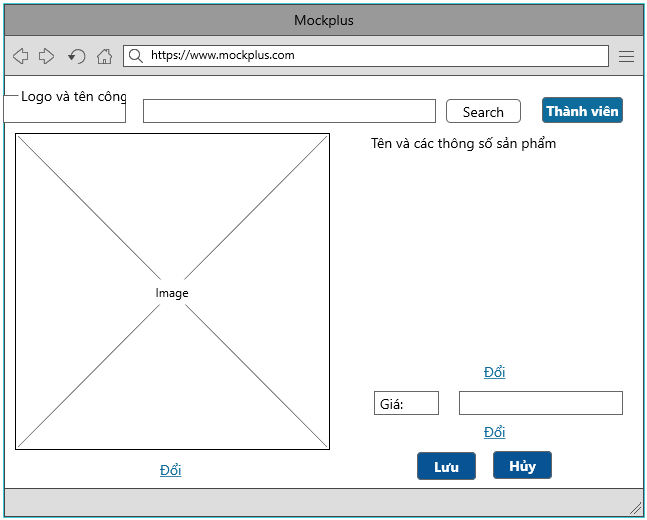 Mockplus
https://www.mockplus.com
Logo và tên công
Search
Thành viên
Tên và các thông số sản phẩm
Image
Đổi
Giá:
Đổi
Lưu
Hủy
Đổi